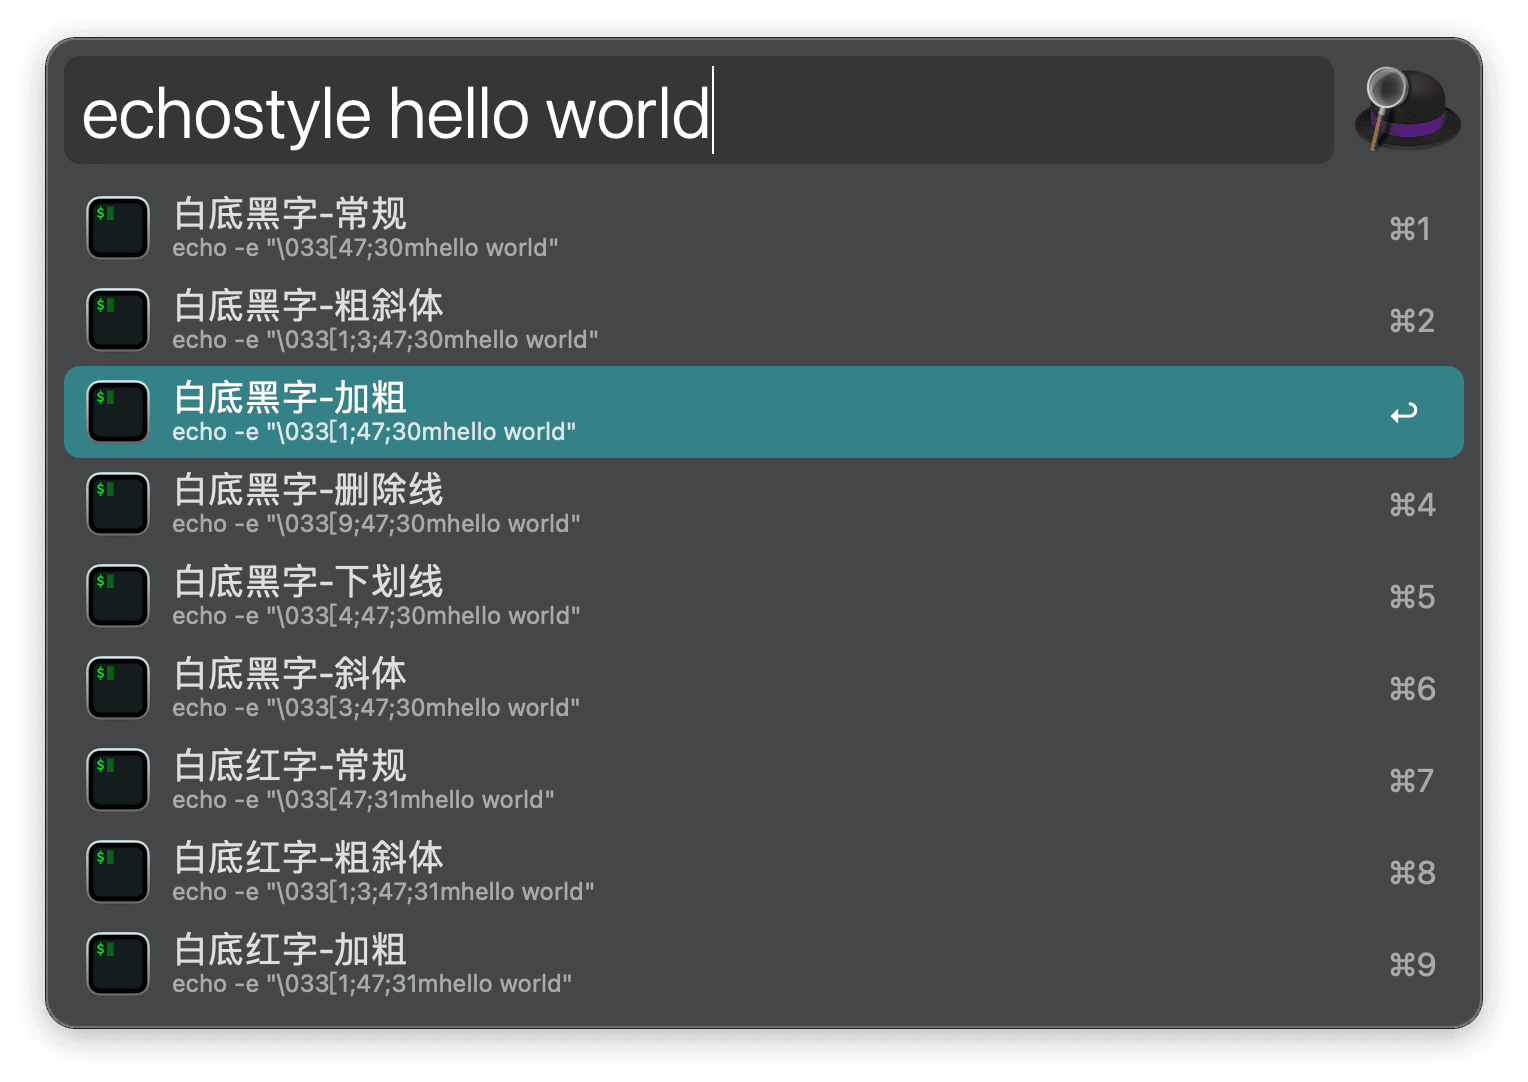 echostyle hello world
白底黑字-常规
echo -e "\033[47;30mhello world"
⌘1
白底黑字-粗斜体
echo -e "\033[1;3;47;30mhello world"
⌘2
白底黑字-加粗
echo -e "\033[1;47;30mhello world"
↩
白底黑字-删除线
echo -e "\033[9;47;30mhello world"
⌘4
白底黑字-下划线
echo -e "\033[4;47;30mhello world"
⌘5
白底黑字-斜体
echo -e "\033[3;47;30mhello world"
⌘6
白底红字-常规
echo -e "\033[47;31mhello world"
⌘7
白底红字-粗斜体
echo -e "\033[1;3;47;31mhello world"
⌘8
白底红字-加粗
echo -e "\033[1;47;31mhello world"
⌘9